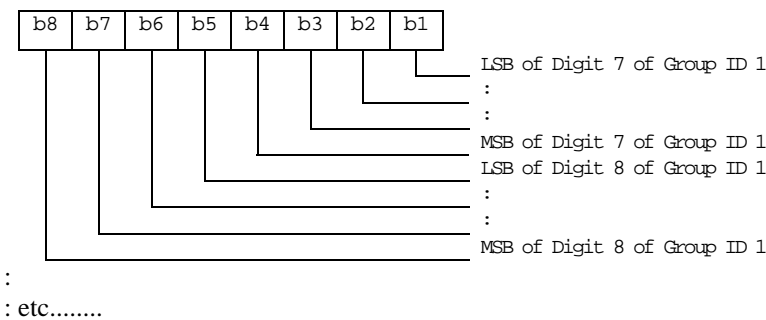 b8 b7 b6 b5 b4 b3 b2 b1
LSB of Digit 7 of Group ID 1
:
:
MSB of Digit 7 of Group ID 1
LSB of Digit 8 of Group ID 1
:
:
MSB of Digit 8 of Group ID 1
:
: etc........